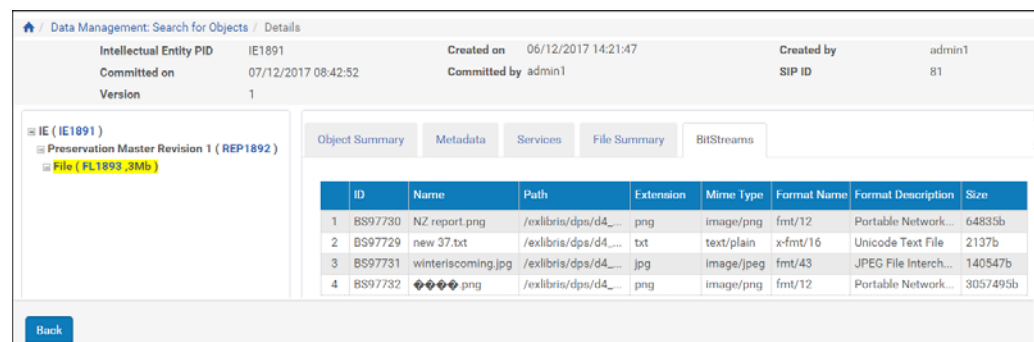 / Data Management: Search for Objects / Details
Intellectual Entity PID IE1891 Created on 06/12/2017 14:21:47 Created by admin1
Committed on 07/12/2017 08:42:52 Committed by admin1 SIP ID 81
Version 1
IE ( IE1891 )
Preservation Master Revision 1 ( REP1892 )
File ( FL1893 ,3Mb )
Object Summary Metadata Services File Summary BitStreams
ID Name Path Extension Mime Type Format Name Format Description Size
1 BS97730 NZ report.png /exlibris/dps/d4_... png image/png fmt/12 Portable Network... 64835b
2 BS97729 new 37.txt /exlibris/dps/d4_... txt text/plain x-fmt/16 Unicode Text File 2137b
3 BS97731 winteriscoming.jpg /exlibris/dps/d4_... jpg image/jpeg fmt/43 JPEG File Interch... 140547b
4 BS97732 ����.png /exlibris/dps/d4_... png image/png fmt/12 Portable Network... 3057495b
Back